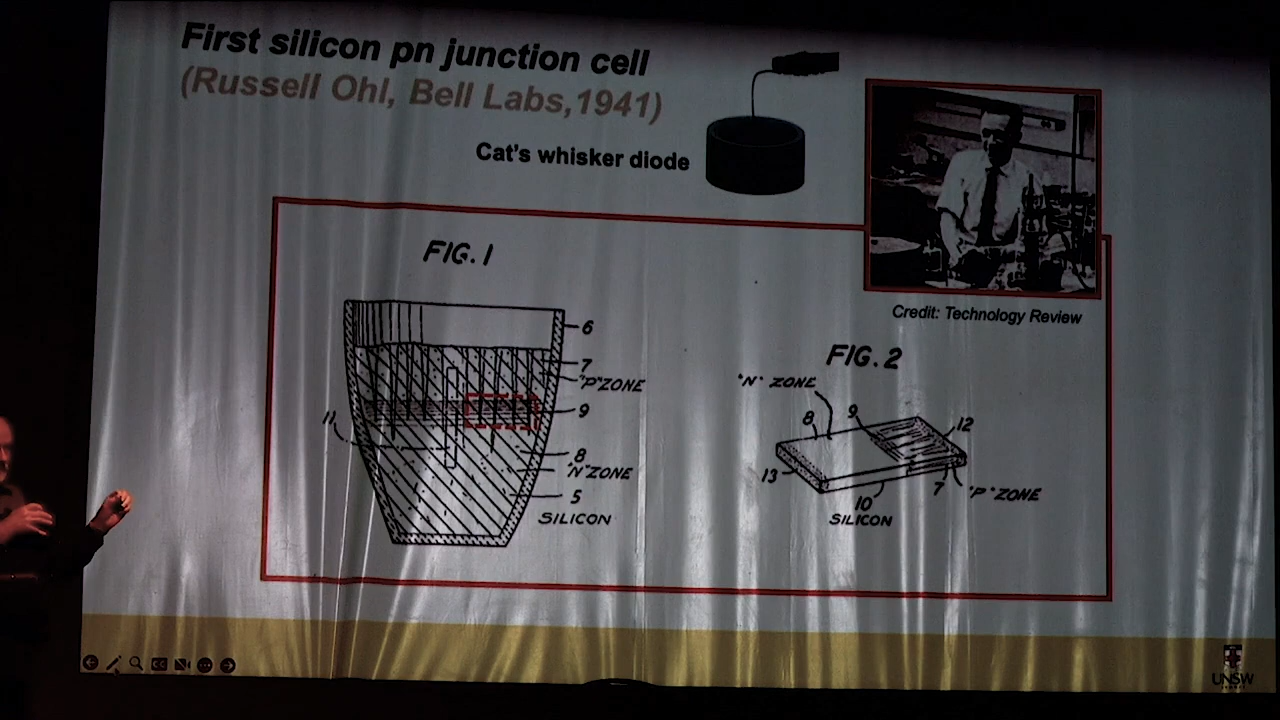 First silicon pn junction cell
(Russell Ohl, Bell Labs,1941)
Cat's whisker diode
Credit: Technology Review
FIG. 1
6
7
"P" ZONE
9
11
8
"N" ZONE
5
SILICON
FIG. 2
"N" ZONE
8
9
12
13
10
7
"P" ZONE
SILICON
CC
UNSW